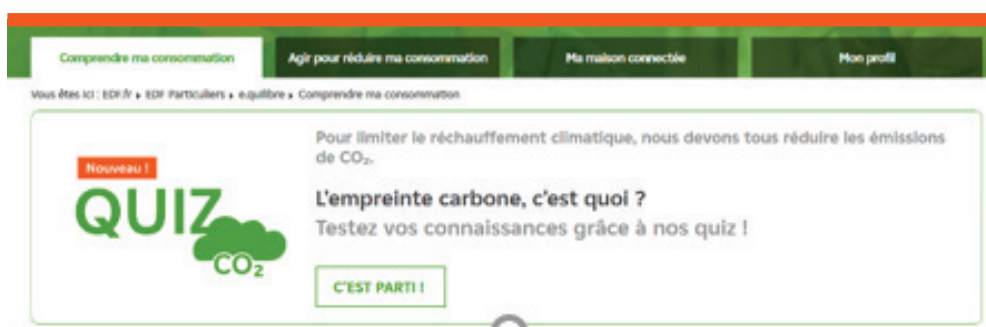 Comprendre ma consommation
Agir pour réduire ma consommation
Ma maison connectée
Mon profil
Vous êtes ici : EDF.fr ▸ EDF Particuliers ▸ e.quilibre ▸ Comprendre ma consommation
Nouveau !
QUIZ
CO₂
Pour limiter le réchauffement climatique, nous devons tous réduire les émissions
de CO₂.
L'empreinte carbone, c'est quoi ?
Testez vos connaissances grâce à nos quiz !
C'EST PARTI !